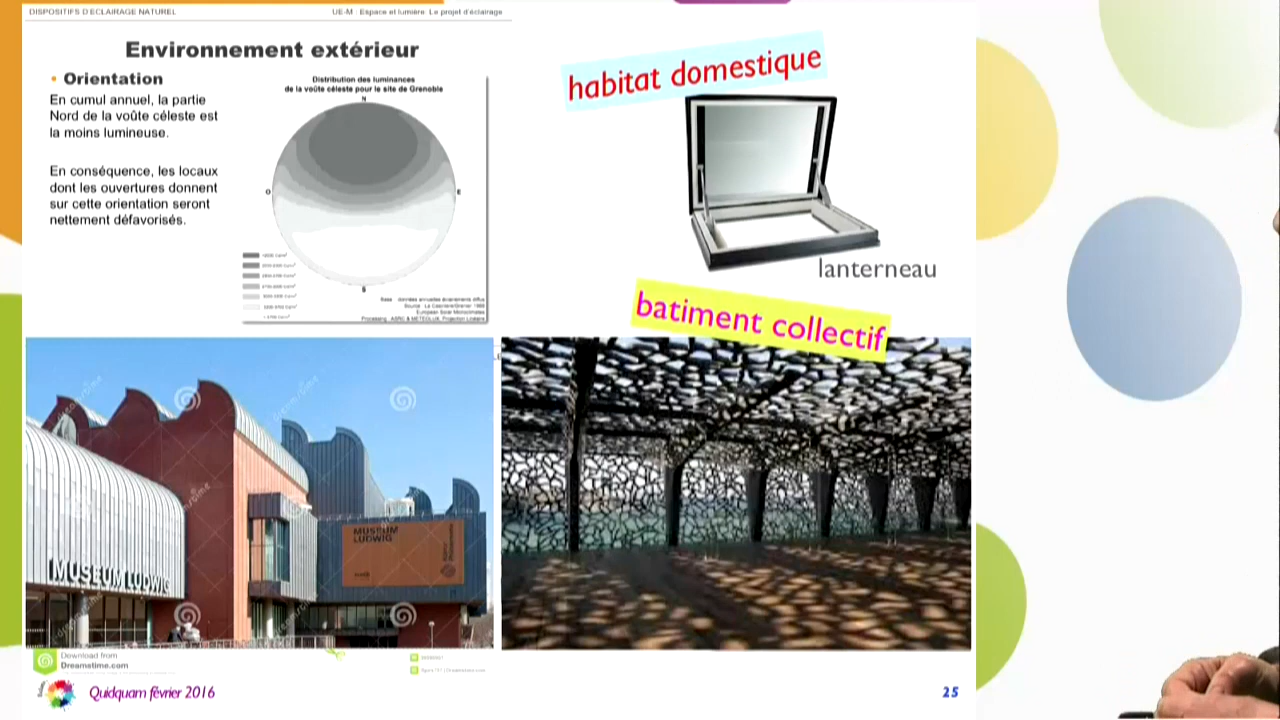 DISPOSITIFS D'ECLAIRAGE NATUREL
UE-M : Espace et lumière. Le projet d'éclairage
Environnement extérieur
• Orientation
En cumul annuel, la partie
Nord de la voûte céleste est
la moins lumineuse.
En conséquence, les locaux
dont les ouvertures donnent
sur cette orientation seront
nettement défavorisés.
Distribution des luminances
de la voûte céleste pour le site de Grenoble
N
O
E
S
habitat domestique
lanterneau
batiment collectif
MUSEUM LUDWIG
MUSEUM
LUDWIG
Download from
Dreamstime.com
Quidquam février 2016
25